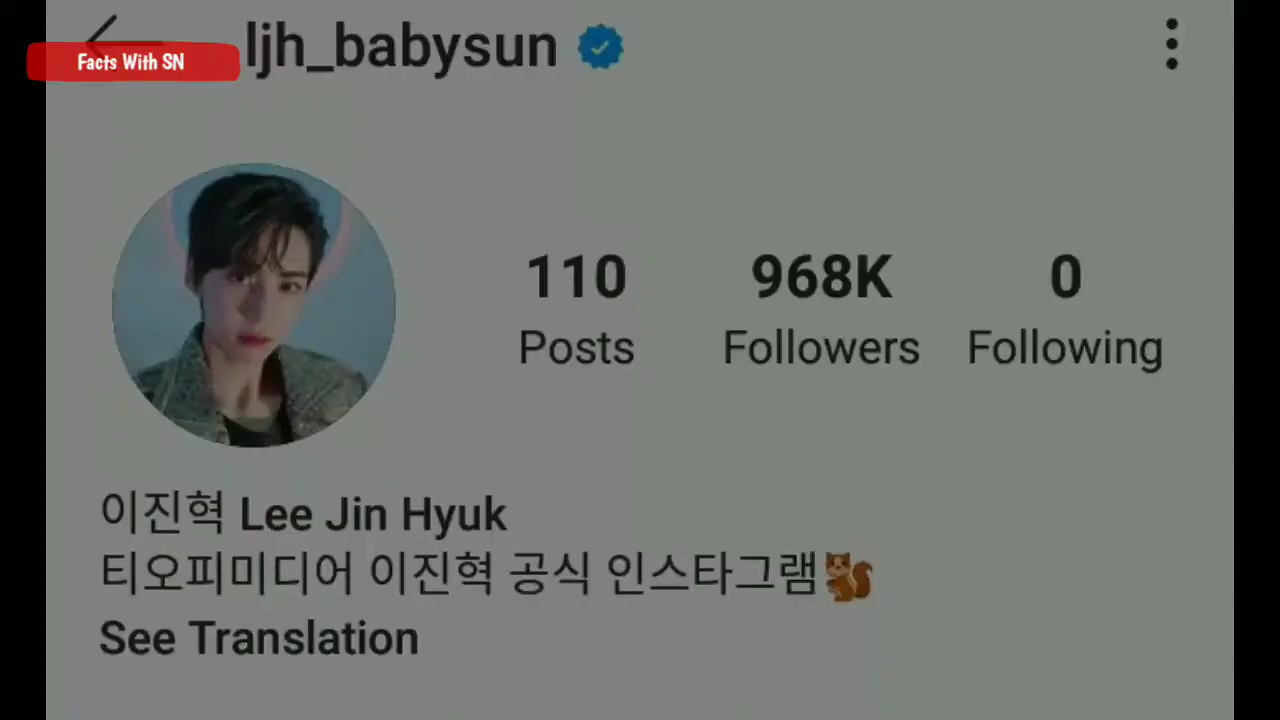 ljh_babysun
Facts With SN
110 968K 0
Posts Followers Following
이진혁 Lee Jin Hyuk
티오피미디어 이진혁 공식 인스타그램🐿️
See Translation